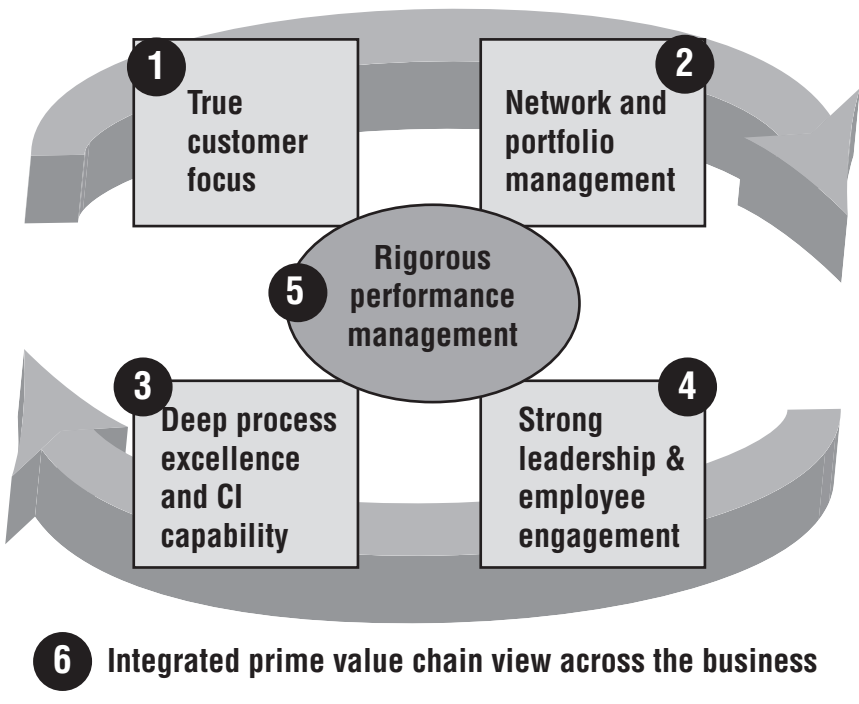 1
True
customer
focus
2
Network and
portfolio
management
5
Rigorous
performance
management
3
Deep process
excellence
and CI
capability
4
Strong
leadership &
employee
engagement
6 Integrated prime value chain view across the business